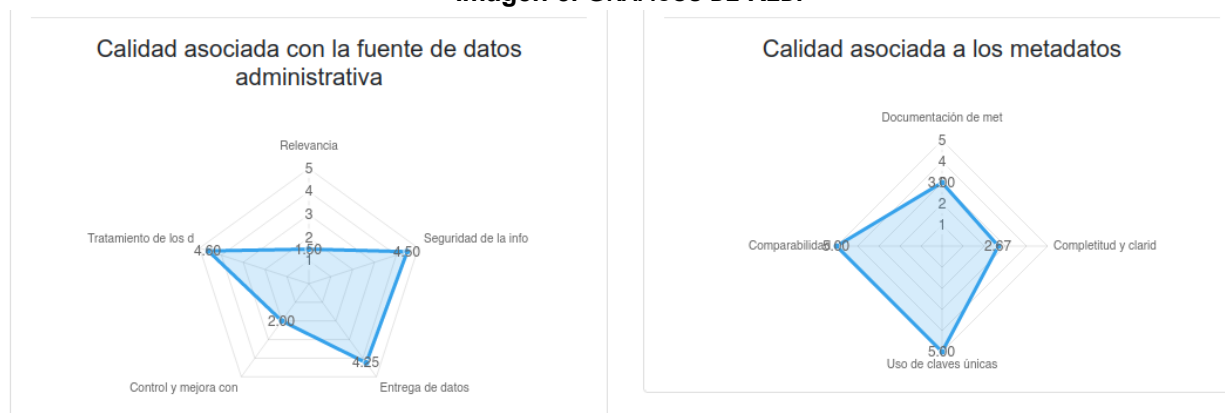 Calidad asociada con la fuente de datos
administrativa
Relevancia
5
4
3
2
1.50
1
Tratamiento de los d
4.60
4.50
Seguridad de la info
2.00
4.25
Control y mejora con
Entrega de datos
Calidad asociada a los metadatos
Documentación de met
5
4
3.00
2
1
Comparabilidad
5.00
2.67
Completitud y clarid
5.00
Uso de claves únicas